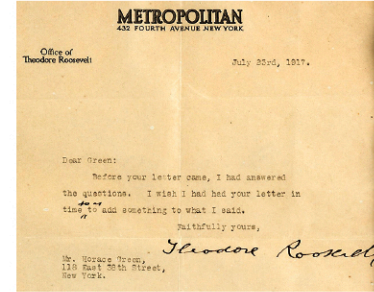 METROPOLITAN
432 FOURTH AVENUE NEW YORK
Office of
Theodore Roosevelt
July 23rd, 1917.
Dear Green:
Before your letter came, I had answered
the questions. I wish I had had your letter in
time to add something to what I said.
Faithfully yours,
Theodore Roosevelt
Mr. Horace Green,
118 East 38th Street,
New York.